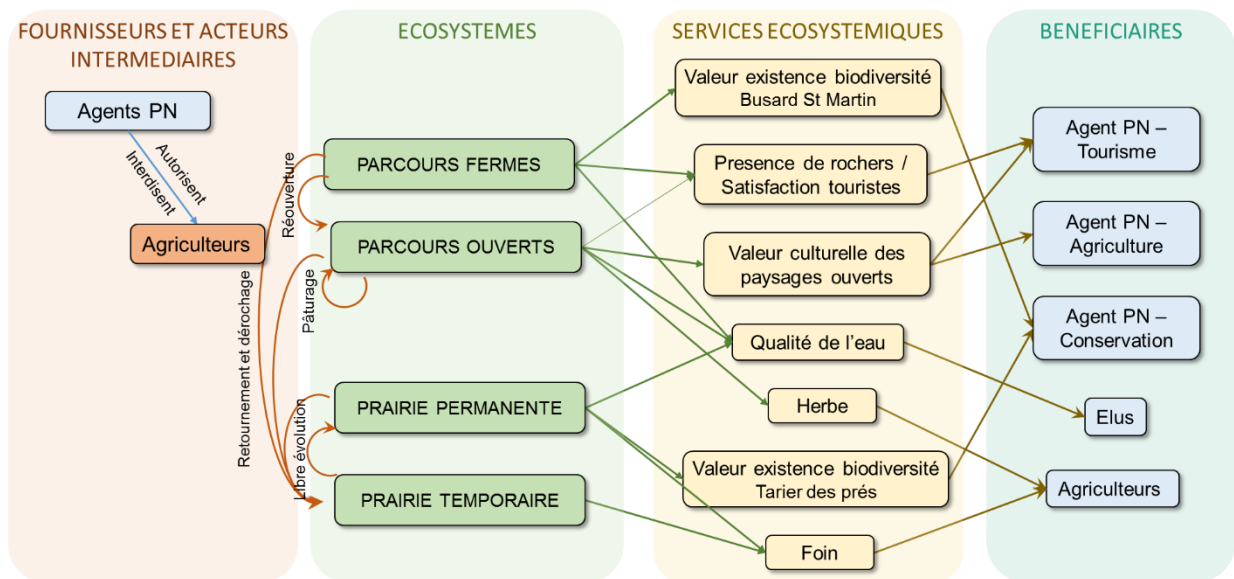 FOURNISSEURS ET ACTEURS
INTERMEDIAIRES
Agents PN
Autorisent
Interdisent
Agriculteurs
Réouverture
Pâturage
Retournement et dérochage
Libre évolution
ECOSYSTEMES
PARCOURS FERMES
PARCOURS OUVERTS
PRAIRIE PERMANENTE
PRAIRIE TEMPORAIRE
SERVICES ECOSYSTEMIQUES
Valeur existence biodiversité
Busard St Martin
Presence de rochers /
Satisfaction touristes
Valeur culturelle des
paysages ouverts
Qualité de l'eau
Herbe
Valeur existence biodiversité
Tarier des prés
Foin
BENEFICIAIRES
Agent PN –
Tourisme
Agent PN –
Agriculture
Agent PN –
Conservation
Elus
Agriculteurs